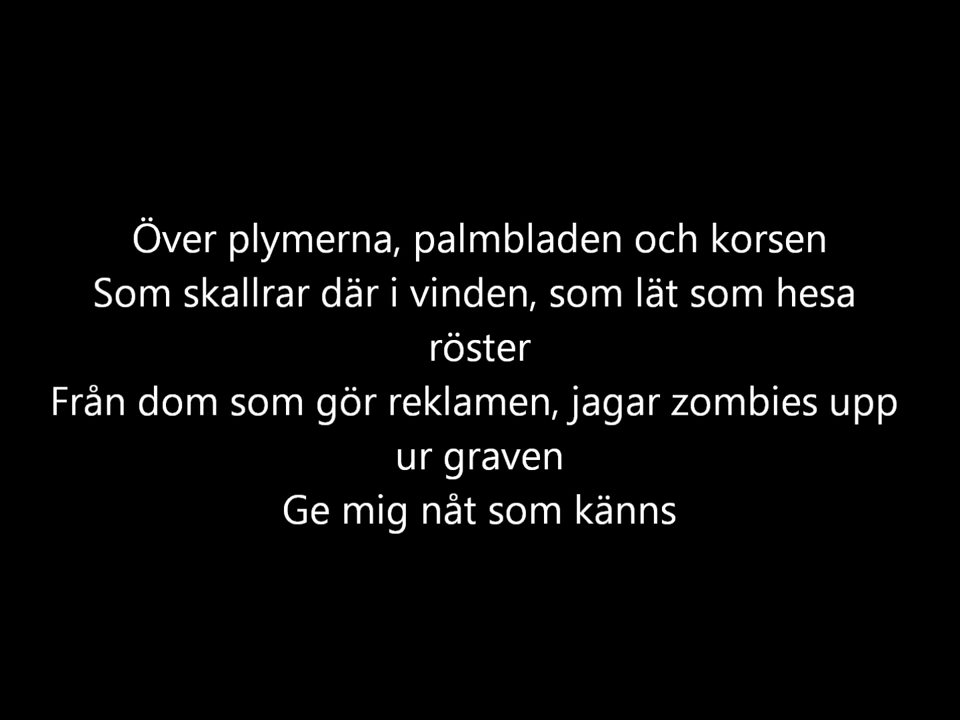 Över plymerna, palmbladen och korsen
Som skallrar där i vinden, som lät som hesa
röster
Från dom som gör reklamen, jagar zombies upp
ur graven
Ge mig nåt som känns